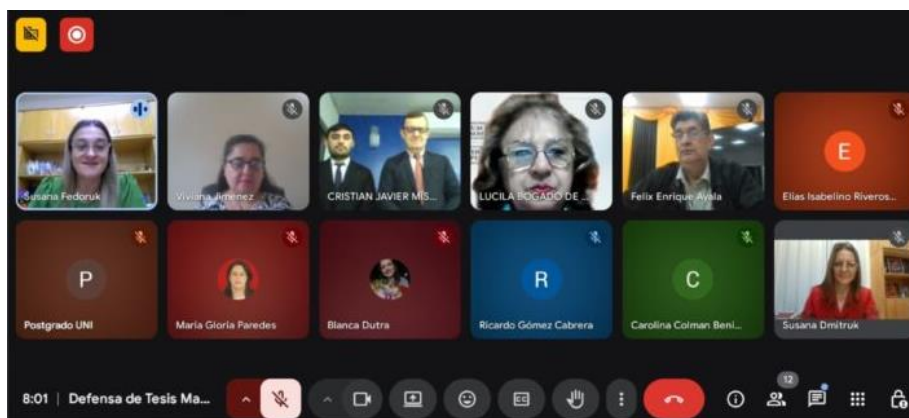 Susana Fedoruk
Viviana Jimenez
CRISTIAN JAVIER MIS...
LUCILA BOGADO DE ...
Felix Enrique Ayala
E
Elias Isabelino Riveros...
P
Postgrado UNI
María Gloria Paredes
Blanca Dutra
R
Ricardo Gómez Cabrera
C
Carolina Colman Beni...
Susana Dmitruk
8:01 | Defensa de Tesis Ma...
CC
12